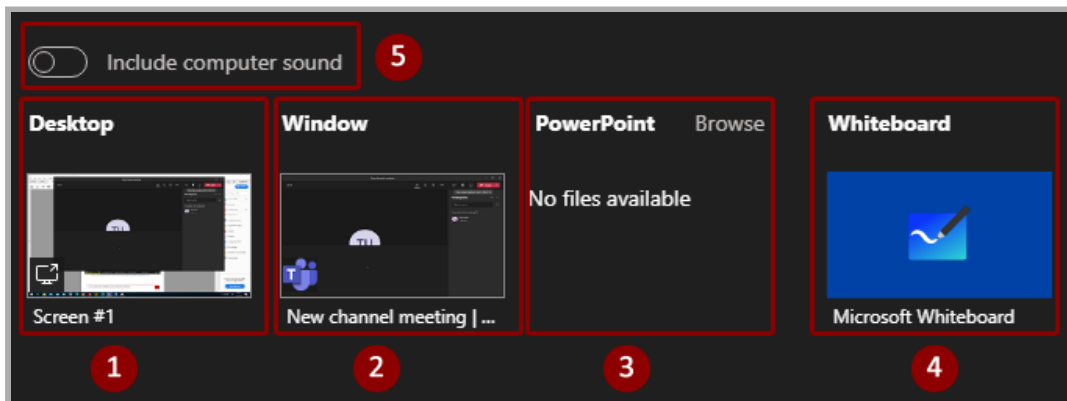 Include computer sound
5
Desktop
Window
PowerPoint Browse
Whiteboard
No files available
TU
TU
Screen #1
New channel meeting | ...
Microsoft Whiteboard
1
2
3
4